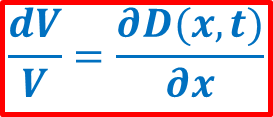 dV/V = ∂D(x,t)/∂x